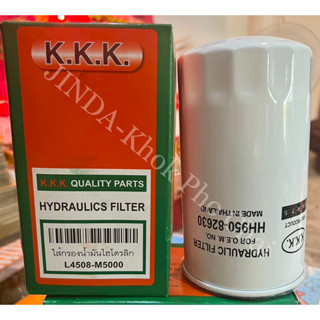 K.K.K.
K.K.K. QUALITY PARTS
HYDRAULICS FILTER
ไส้กรองน้ำมันไฮโดรลิก
L4508-M5000
JINDA-Khok Pho
K.K.K.
PRODUCT
HYDRAULIC FILTER
FOR O.E.M. NO.
HH950-82630
MADE IN THAILAND